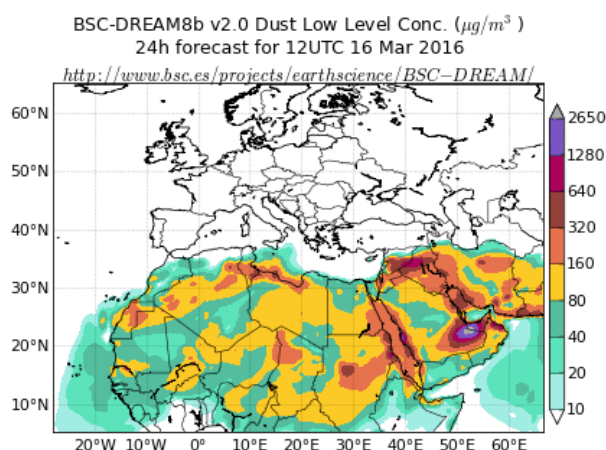 BSC-DREAM8b v2.0 Dust Low Level Conc. (μg/m³ )
24h forecast for 12UTC 16 Mar 2016
http://www.bsc.es/projects/earthscience/BSC−DREAM/
60°N
50°N
40°N
30°N
20°N
10°N
20°W 10°W 0° 10°E 20°E 30°E 40°E 50°E 60°E
2650
1280
640
320
160
80
40
20
10